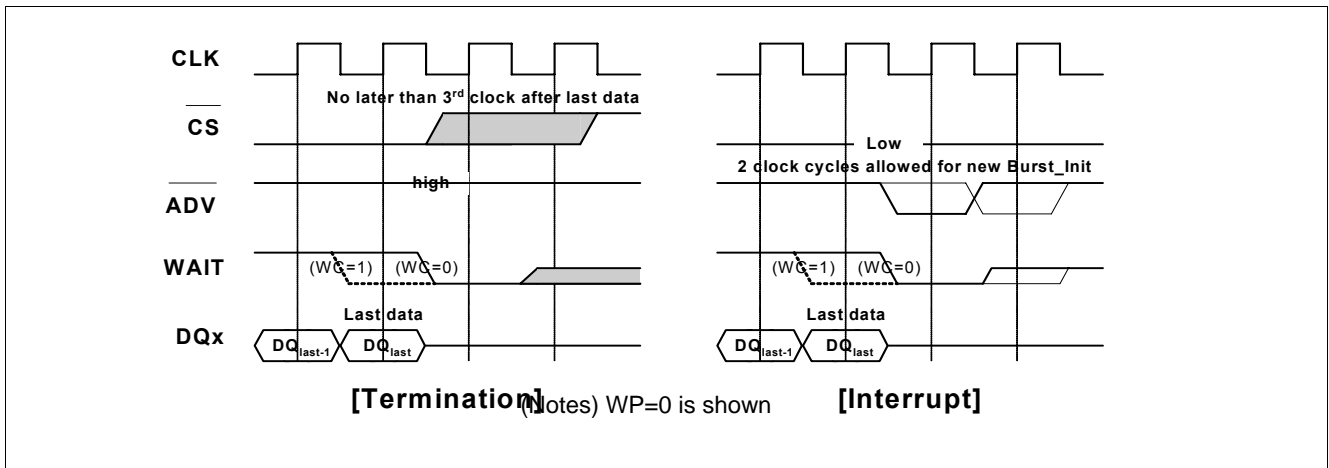 CLK
No later than 3rd clock after last data
CS
high
ADV
WAIT
(WC=1) (WC=0)
Last data
DQx
DQlast-1
DQlast
[Termination]
Low
2 clock cycles allowed for new Burst_Init
(WC=1) (WC=0)
Last data
DQlast-1
DQlast
[Interrupt]
(Notes) WP=0 is shown